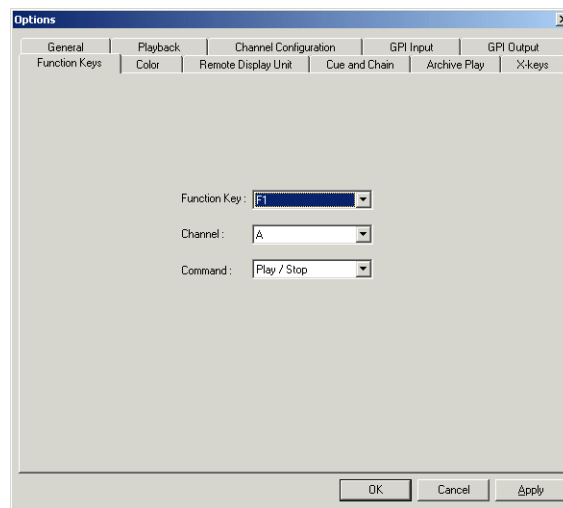 Options
General Playback Channel Configuration GPI Input GPI Output
Function Keys Color Remote Display Unit Cue and Chain Archive Play X-keys
Function Key : F1
Channel : A
Command : Play / Stop
OK Cancel Apply